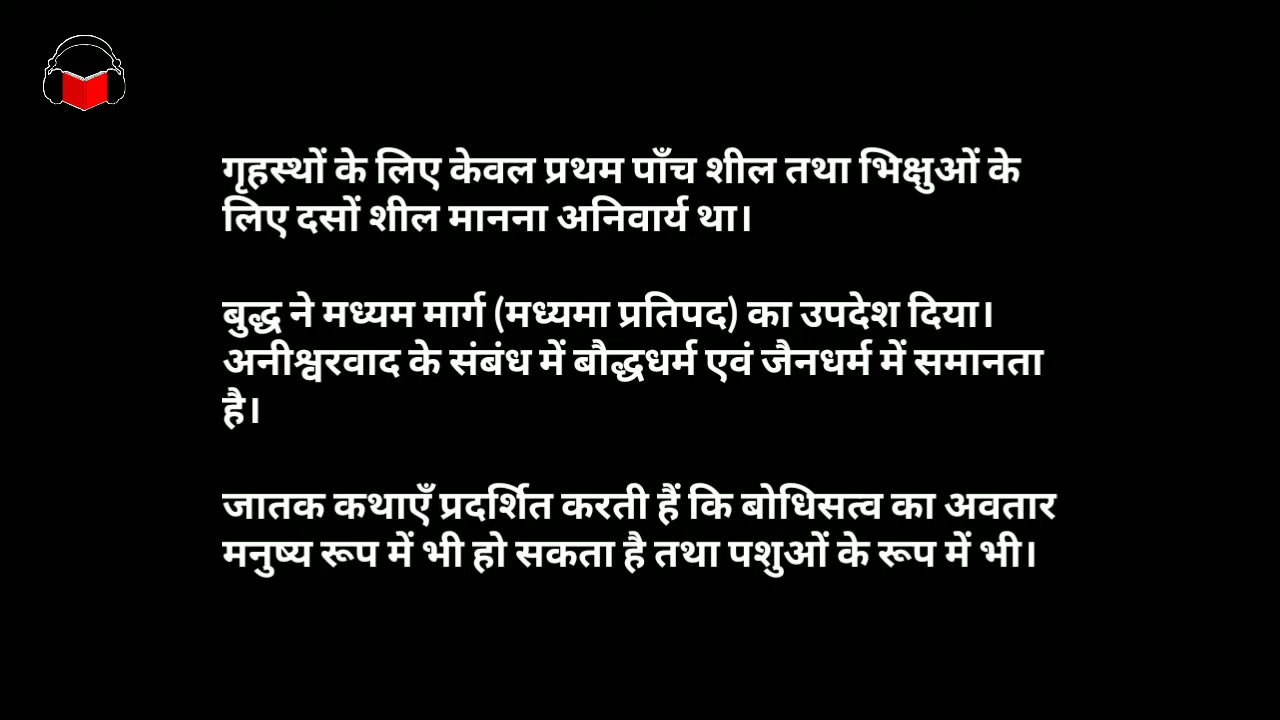 गृहस्थों के लिए केवल प्रथम पाँच शील तथा भिक्षुओं के
लिए दसों शील मानना अनिवार्य था।
बुद्ध ने मध्यम मार्ग (मध्यमा प्रतिपद) का उपदेश दिया।
अनीश्वरवाद के संबंध में बौद्धधर्म एवं जैनधर्म में समानता
है।
जातक कथाएँ प्रदर्शित करती हैं कि बोधिसत्व का अवतार
मनुष्य रूप में भी हो सकता है तथा पशुओं के रूप में भी।